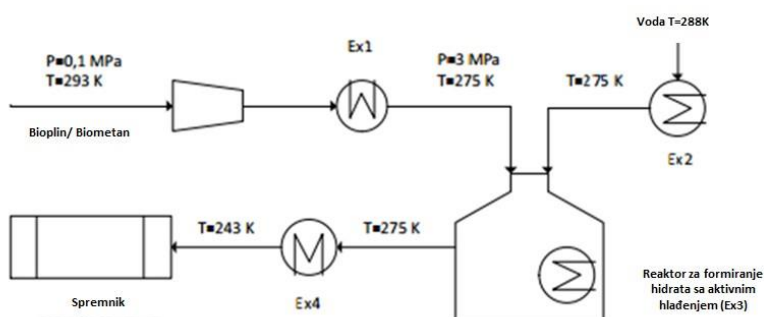 Voda T=288K
Ex1
P=0,1 MPa
T=293 K
P=3 MPa
T=275 K
T=275 K
Bioplin/ Biometan
Ex2
T=243 K
T=275 K
Spremnik
Ex4
Reaktor za formiranje
hidrata sa aktivnim
hlađenjem (Ex3)